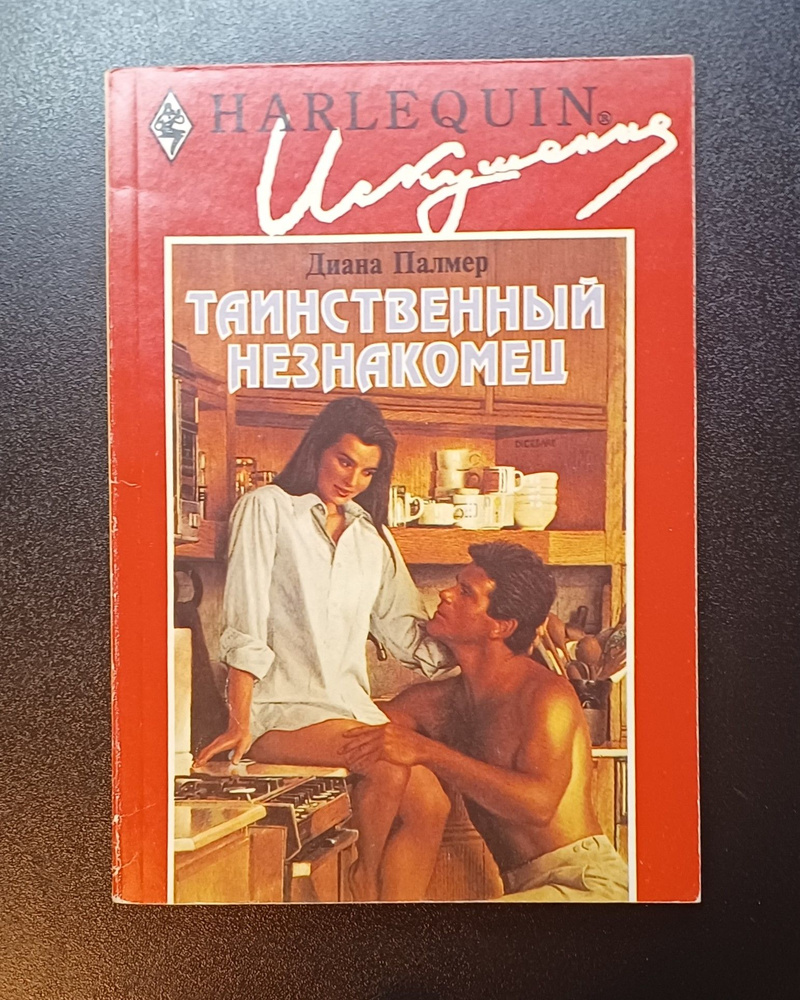 HARLEQUIN®
Искушение
Диана Палмер
ТАИНСТВЕННЫЙ
НЕЗНАКОМЕЦ